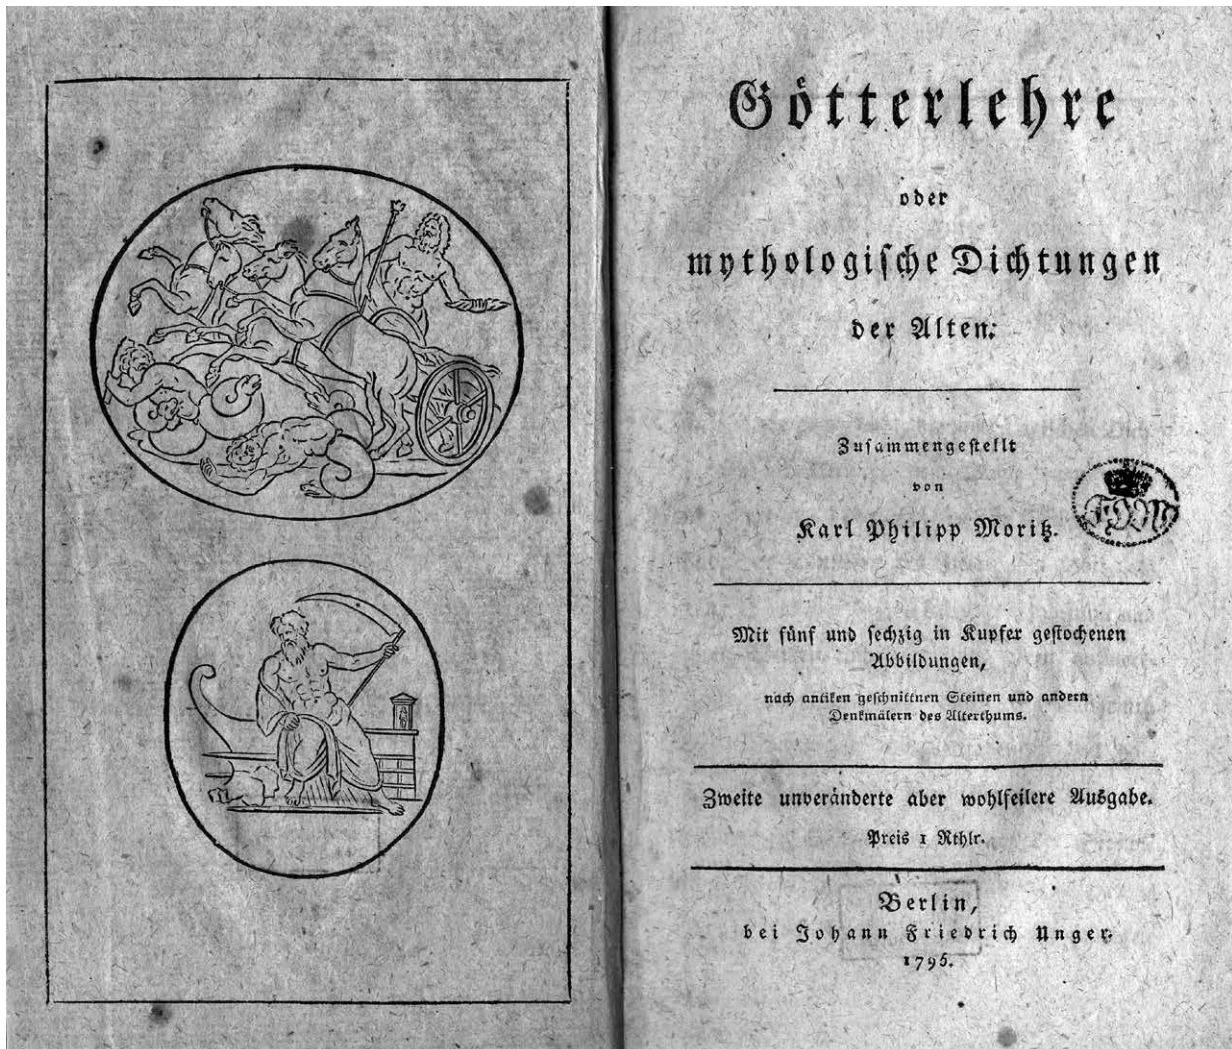 Götterlehre
oder
mythologische Dichtungen
der Alten.
Zusammengestellt
von
Karl Philipp Moritz.
Mit fünf und sechzig in Kupfer gestochenen
Abbildungen,
nach antiken geschnittnen Steinen und andern
Denkmälern des Alterthums.
Zweite unveränderte aber wohlfeilere Ausgabe.
Preis 1 Rthlr.
Berlin,
bei Johann Friedrich Unger.
1795.